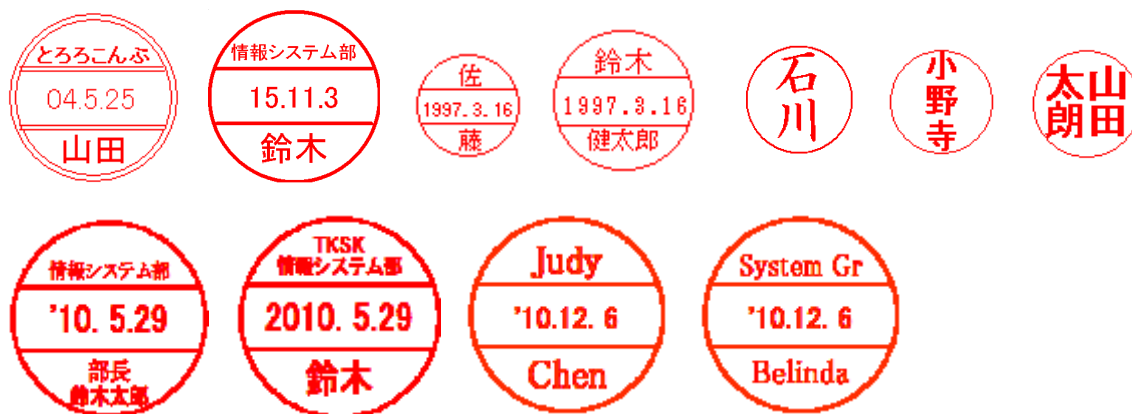 とろろこんぶ
04.5.25
山田
情報システム部
15.11.3
鈴木
佐
1997.3.16
藤
鈴木
1997.3.16
健太郎
石川
小野寺
山田
太朗
情報システム部
'10. 5.29
部長
鈴木太郎
TKSK
情報システム部
2010. 5.29
鈴木
Judy
'10.12. 6
Chen
System Gr
'10.12. 6
Belinda